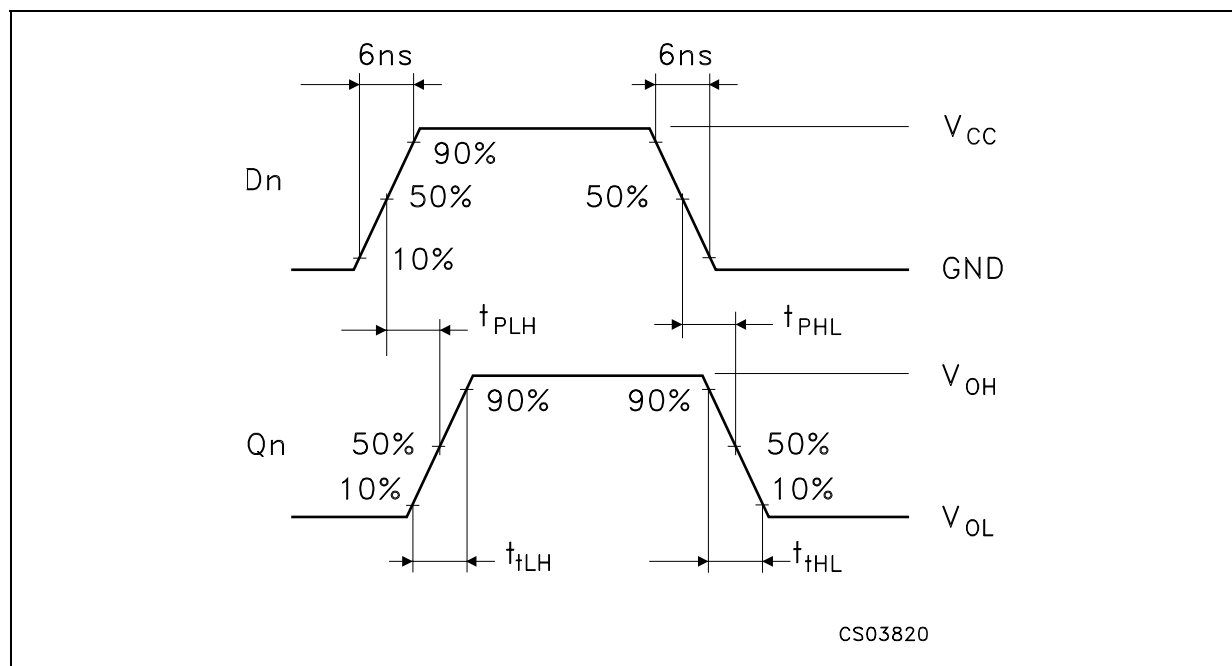 6ns 6ns
V_CC
90%
Dn 50% 50%
10%
GND
t_PLH t_PHL
V_OH
90% 90%
Qn 50% 50%
10% 10%
V_OL
t_tLH t_tHL
CS03820